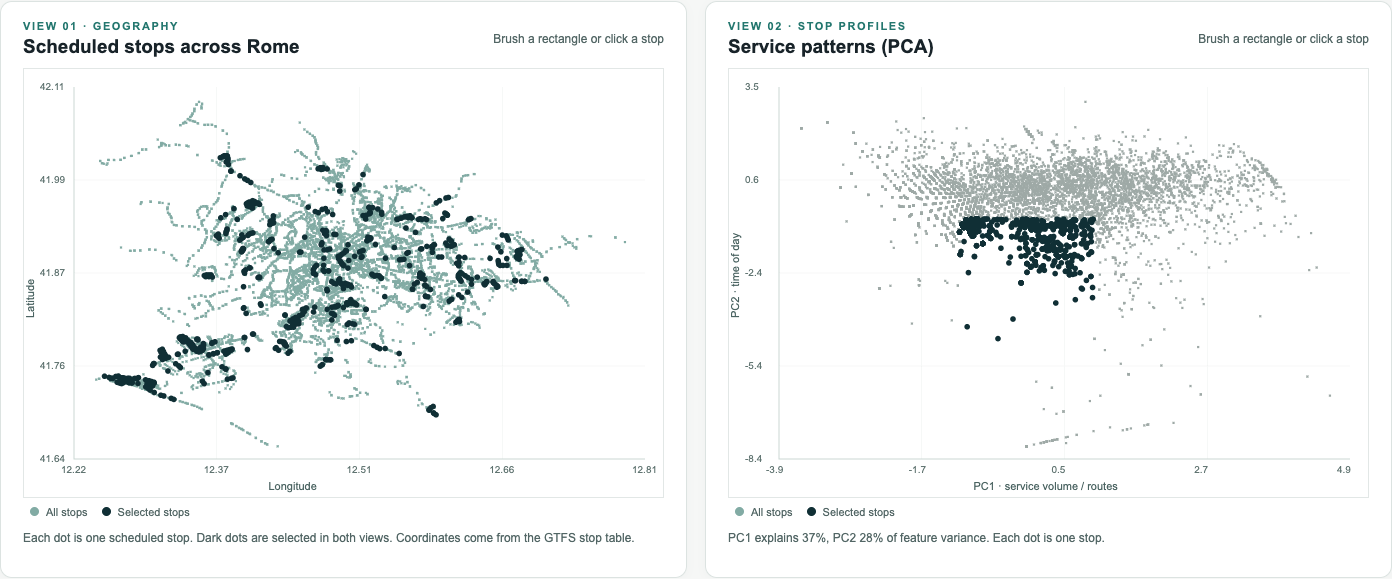 VIEW 01 · GEOGRAPHY
Scheduled stops across Rome
Brush a rectangle or click a stop
42.11
41.99
41.87
41.76
41.64
Latitude
12.22
12.37
12.51
12.66
12.81
Longitude
All stops
Selected stops
Each dot is one scheduled stop. Dark dots are selected in both views. Coordinates come from the GTFS stop table.
VIEW 02 · STOP PROFILES
Service patterns (PCA)
Brush a rectangle or click a stop
3.5
0.6
-2.4
-5.4
-8.4
PC2 · time of day
-3.9
-1.7
0.5
2.7
4.9
PC1 · service volume / routes
All stops
Selected stops
PC1 explains 37%, PC2 28% of feature variance. Each dot is one stop.